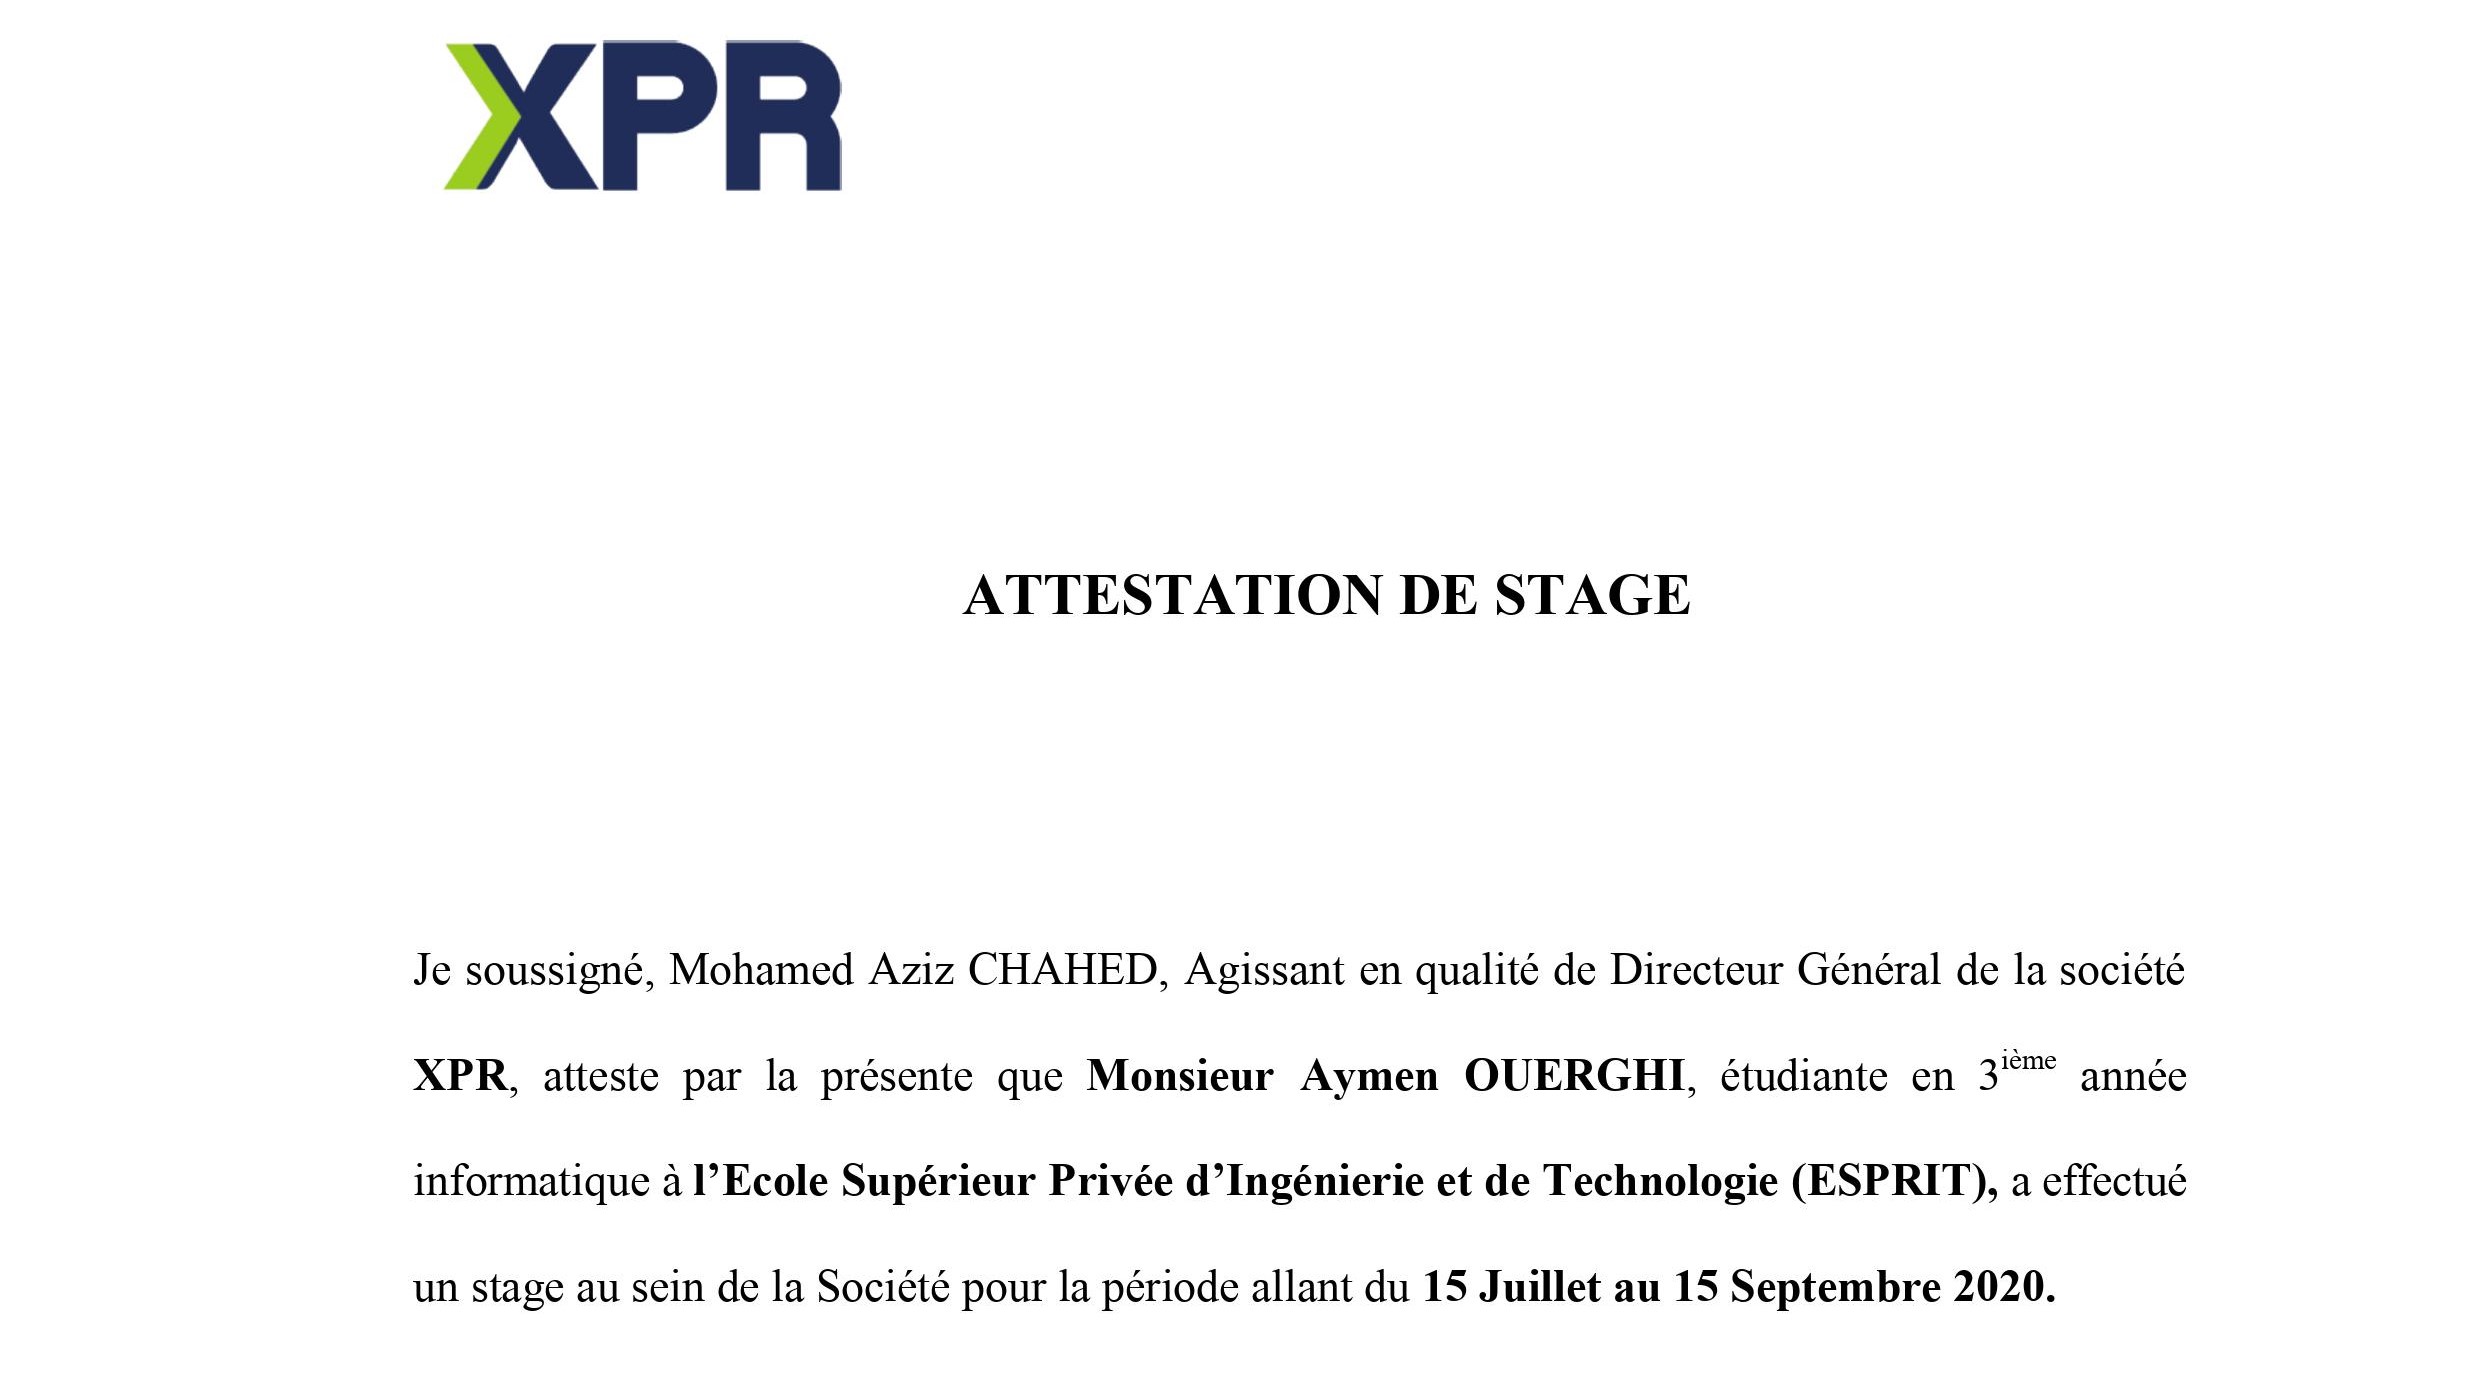 XPR
ATTESTATION DE STAGE
Je soussigné, Mohamed Aziz CHAHED, Agissant en qualité de Directeur Général de la société
XPR, atteste par la présente que Monsieur Aymen OUERGHI, étudiante en 3ième année
informatique à l’Ecole Supérieur Privée d’Ingénierie et de Technologie (ESPRIT), a effectué
un stage au sein de la Société pour la période allant du 15 Juillet au 15 Septembre 2020.